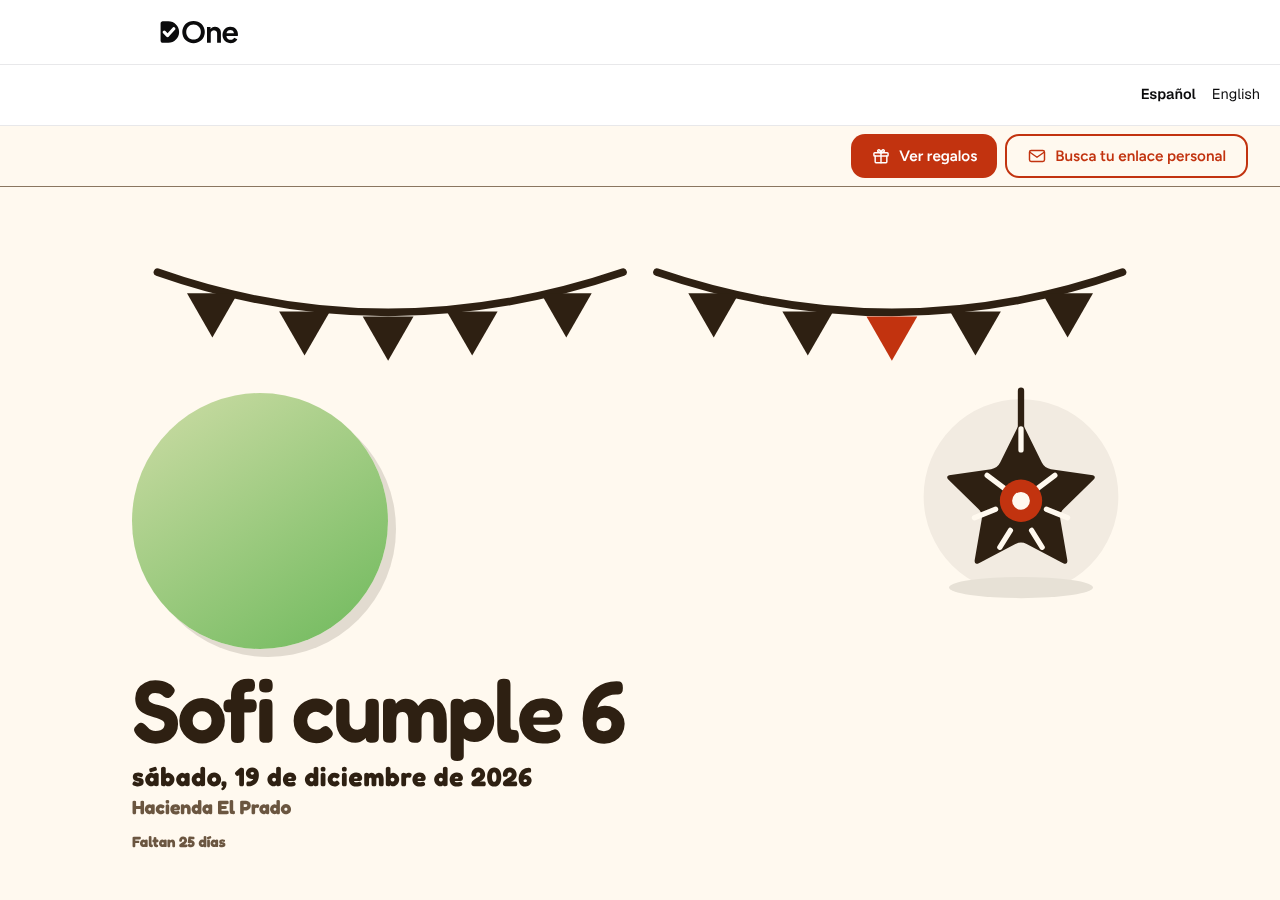 One
Español English
Ver regalos Busca tu enlace personal
Sofi cumple 6
sábado, 19 de diciembre de 2026
Hacienda El Prado
Faltan 25 días